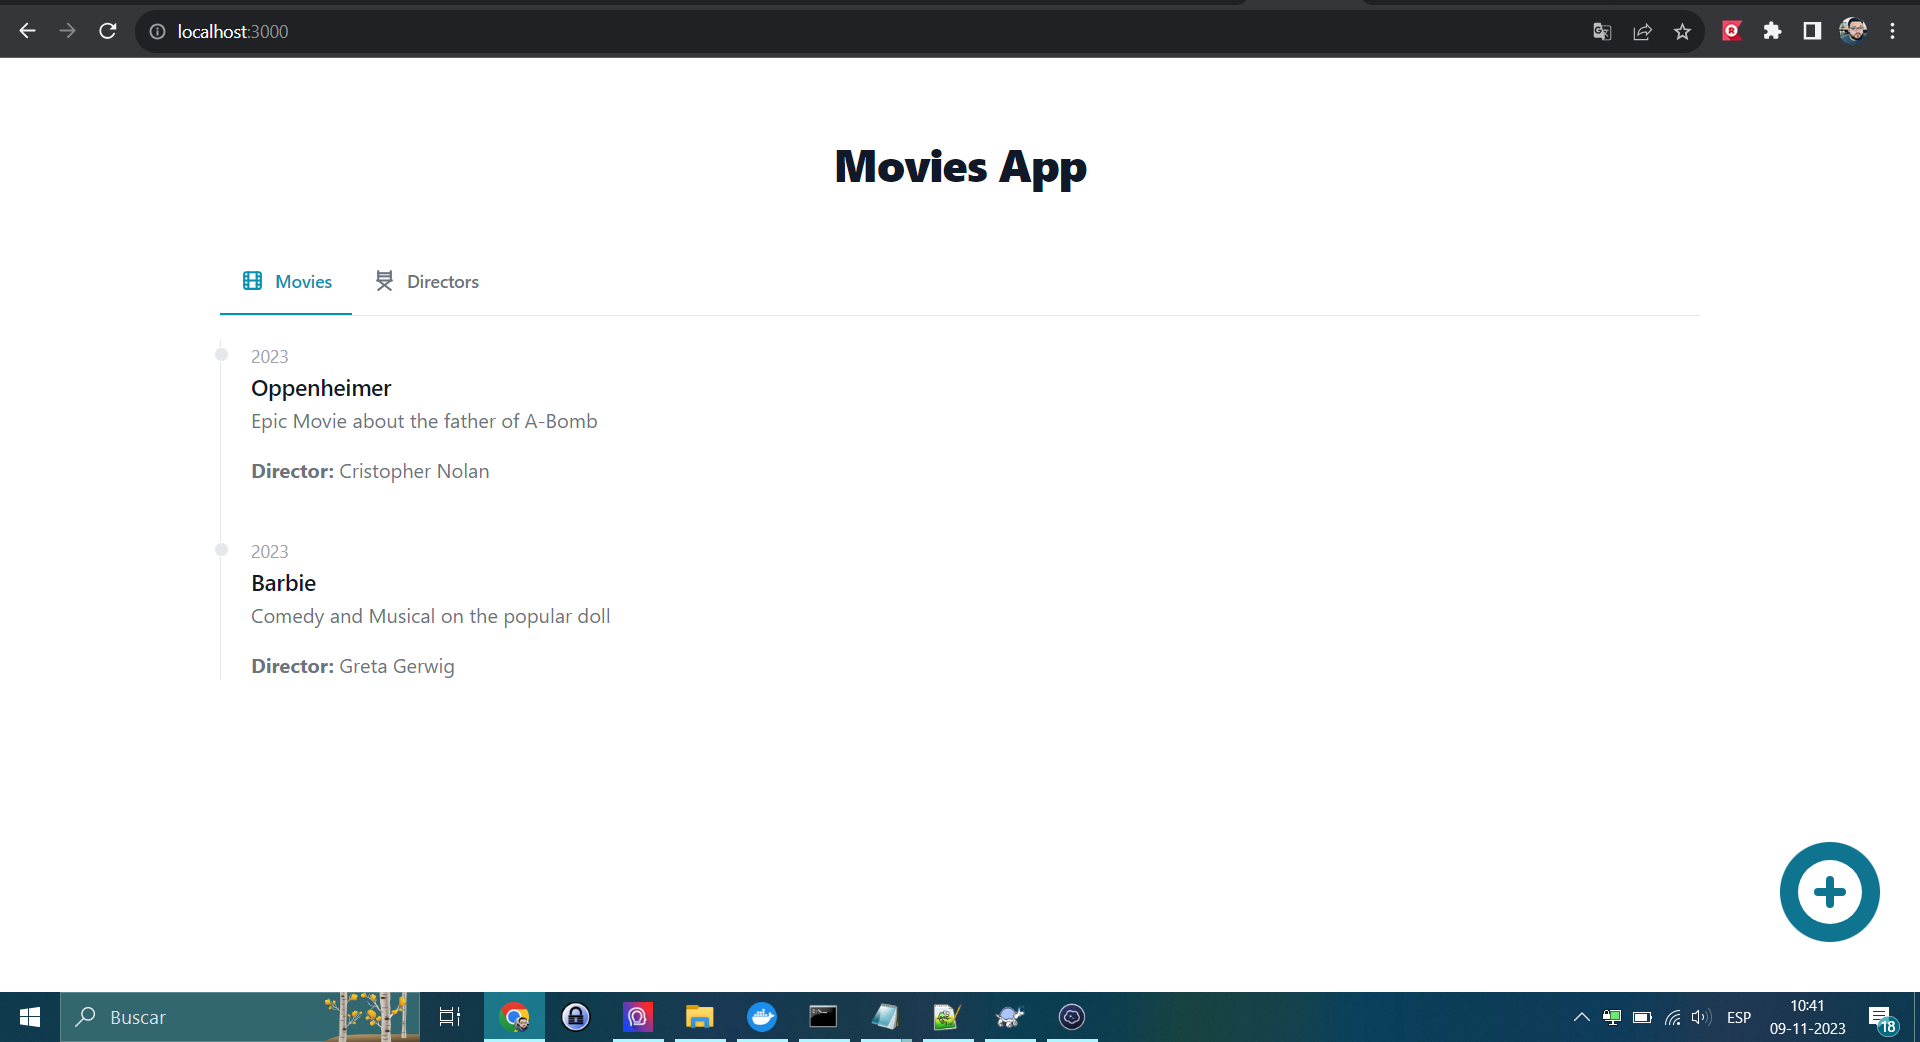 localhost:3000
Movies App
Movies
Directors
2023
Oppenheimer
Epic Movie about the father of A-Bomb
Director: Cristopher Nolan
2023
Barbie
Comedy and Musical on the popular doll
Director: Greta Gerwig
Buscar
ESP
10:41
09-11-2023
18